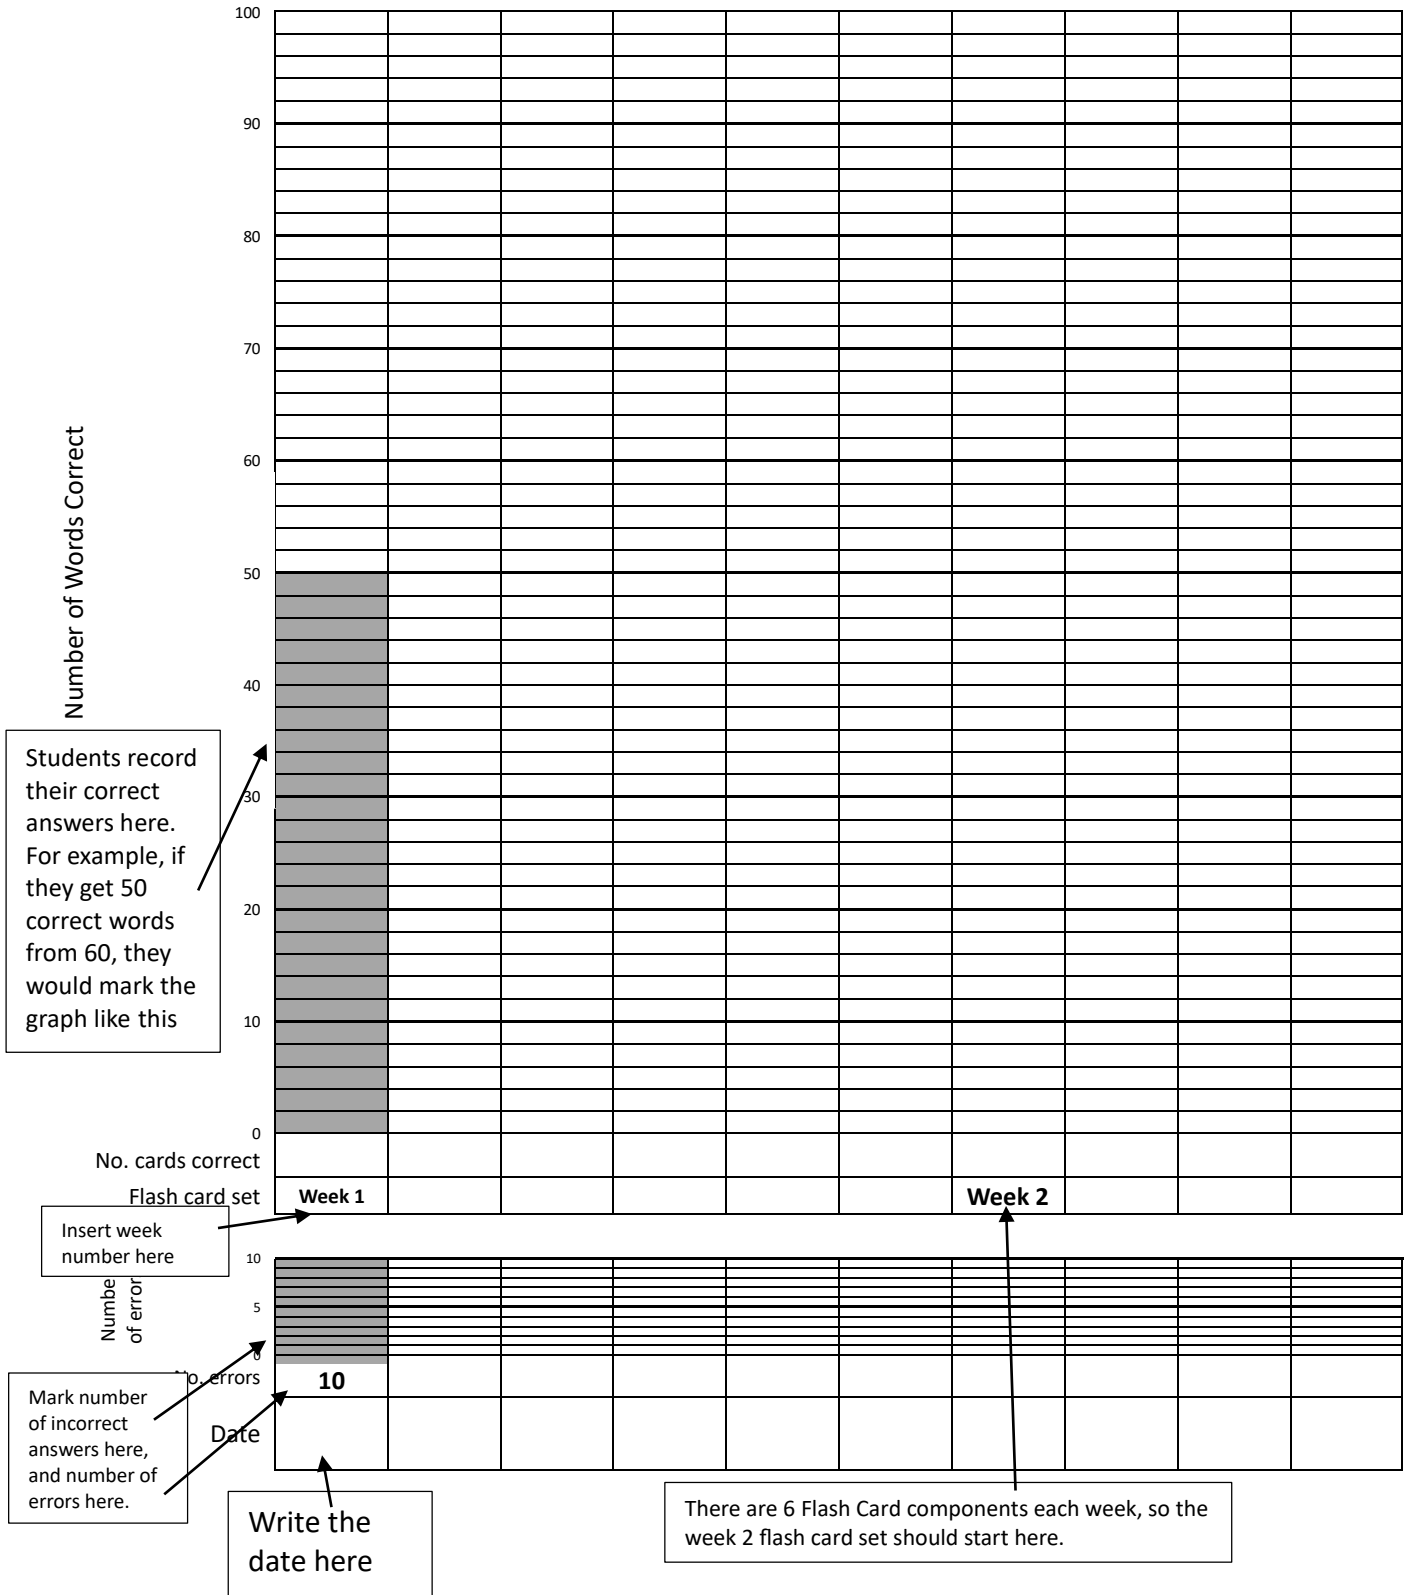 100
90
80
70
60
50
40
30
20
10
0
Number of Words Correct
Students record
their correct
answers here.
For example, if
they get 50
correct words
from 60, they
would mark the
graph like this
No. cards correct
Flash card set
Week 1
Week 2
Insert week
number here
10
5
0
Numbe
of error
No. errors
10
Date
Mark number
of incorrect
answers here,
and number of
errors here.
Write the
date here
There are 6 Flash Card components each week, so the
week 2 flash card set should start here.